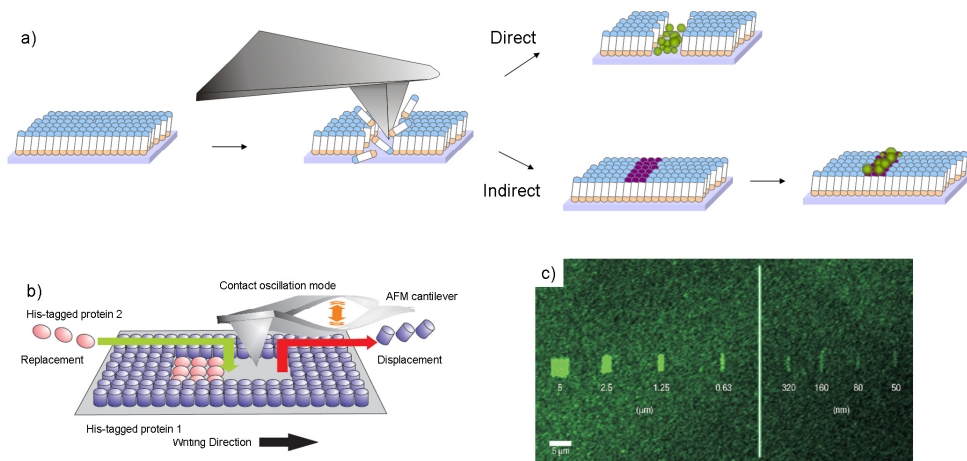 a)
Direct
Indirect
b)
Contact oscillation mode
AFM cantilever
His-tagged protein 2
Replacement
Displacement
His-tagged protein 1
Writing Direction
c)
5 2.5 1.25 0.63 320 160 80 50
(µm) (nm)
5 µm